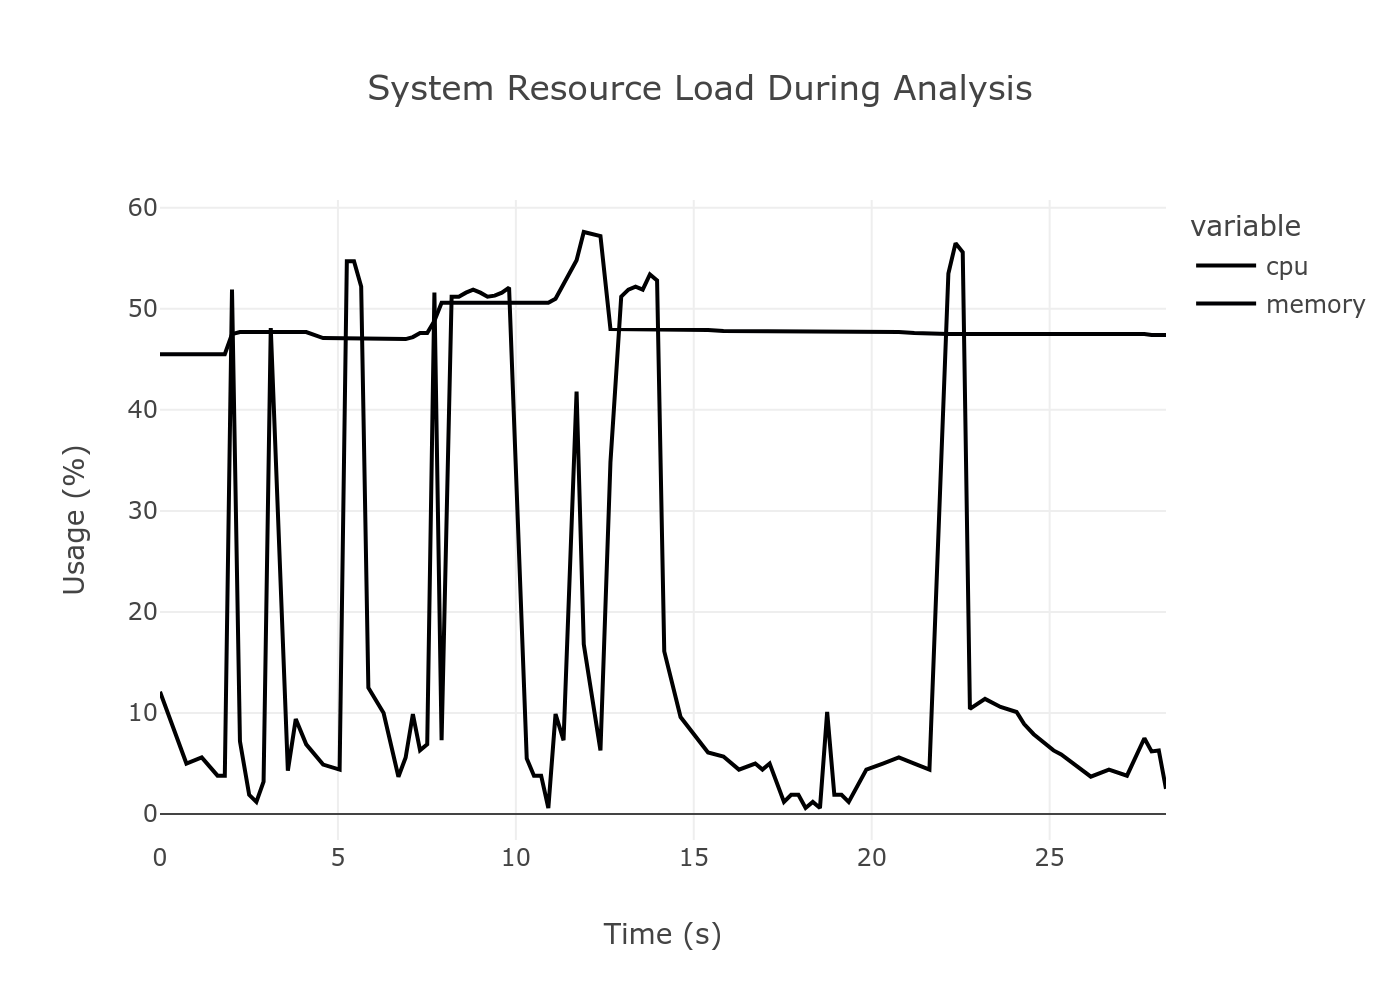 System Resource Load During Analysis
60
50
40
30
20
10
0
Usage (%)
0 5 10 15 20 25
Time (s)
variable
cpu
memory